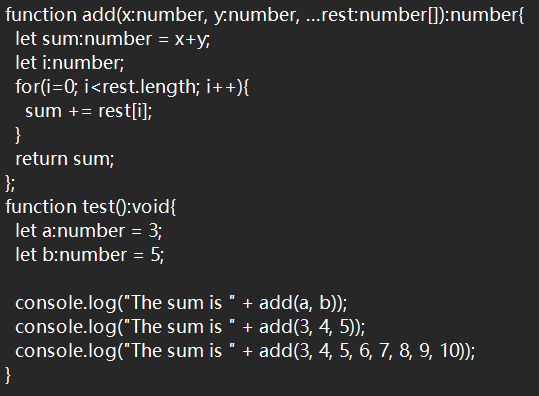 function add(x:number, y:number, ...rest:number[]):number{
  let sum:number = x+y;
  let i:number;
  for(i=0; i<rest.length; i++){
    sum += rest[i];
  }
  return sum;
};
function test():void{
  let a:number = 3;
  let b:number = 5;

  console.log("The sum is " + add(a, b));
  console.log("The sum is " + add(3, 4, 5));
  console.log("The sum is " + add(3, 4, 5, 6, 7, 8, 9, 10));
}